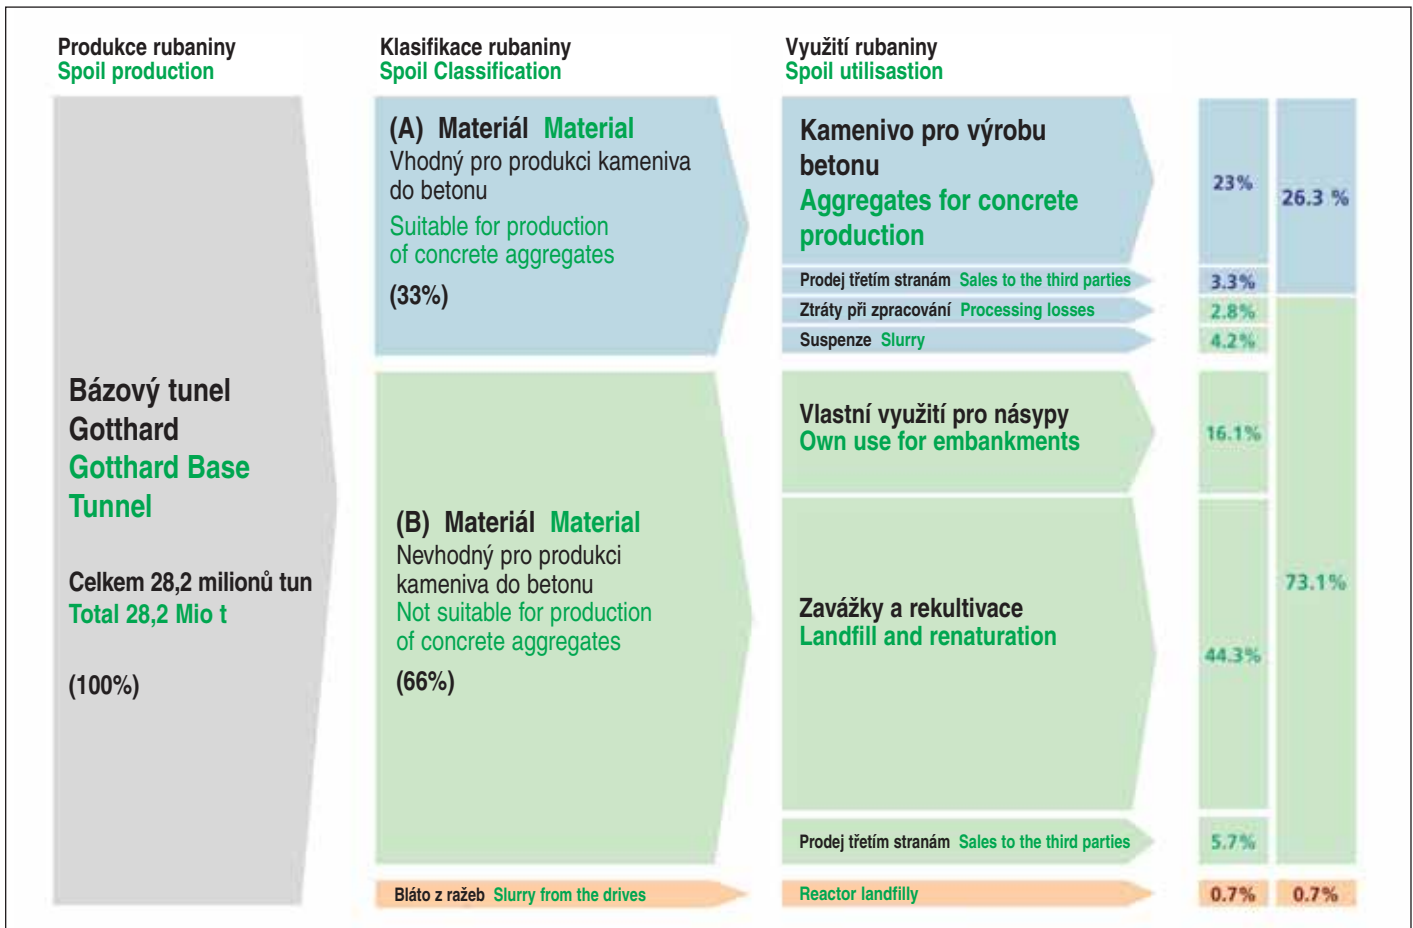 Produkce rubaniny
Spoil production
Bázový tunel
Gotthard
Gotthard Base
Tunnel
Celkem 28,2 milionů tun
Total 28,2 Mio t
(100%)
Klasifikace rubaniny
Spoil Classification
(A) Materiál Material
Vhodný pro produkci kameniva
do betonu
Suitable for production
of concrete aggregates
(33%)
(B) Materiál Material
Nevhodný pro produkci
kameniva do betonu
Not suitable for production
of concrete aggregates
(66%)
Bláto z ražeb Slurry from the drives
Využití rubaniny
Spoil utilisastion
Kamenivo pro výrobu
betonu
Aggregates for concrete
production
Prodej třetím stranám Sales to the third parties
Ztráty při zpracování Processing losses
Suspenze Slurry
Vlastní využití pro násypy
Own use for embankments
Zavážky a rekultivace
Landfill and renaturation
Prodej třetím stranám Sales to the third parties
Reactor landfilly
23%
3.3%
2.8%
4.2%
16.1%
44.3%
5.7%
0.7%
26.3 %
73.1%
0.7%